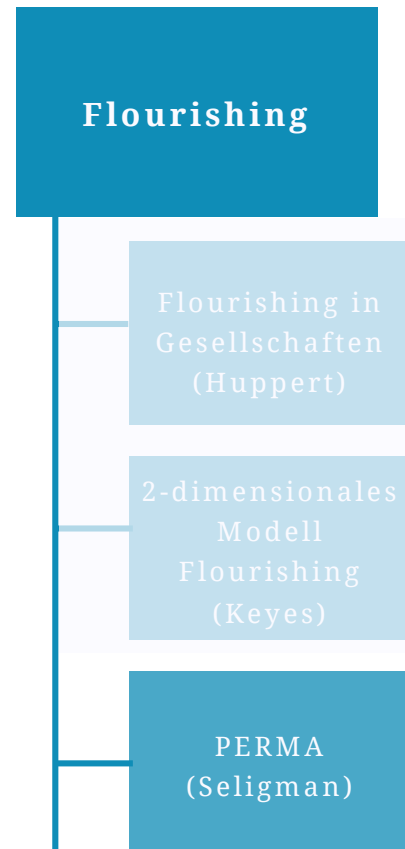 Flourishing
Flourishing in
Gesellschaften
(Huppert)
2-dimensionales
Modell
Flourishing
(Keyes)
PERMA
(Seligman)